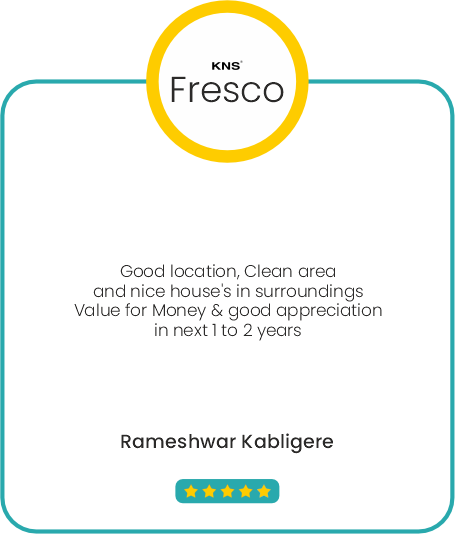 KNS
Fresco
Good location, Clean area
and nice house's in surroundings
Value for Money & good appreciation
in next 1 to 2 years
Rameshwar Kabligere